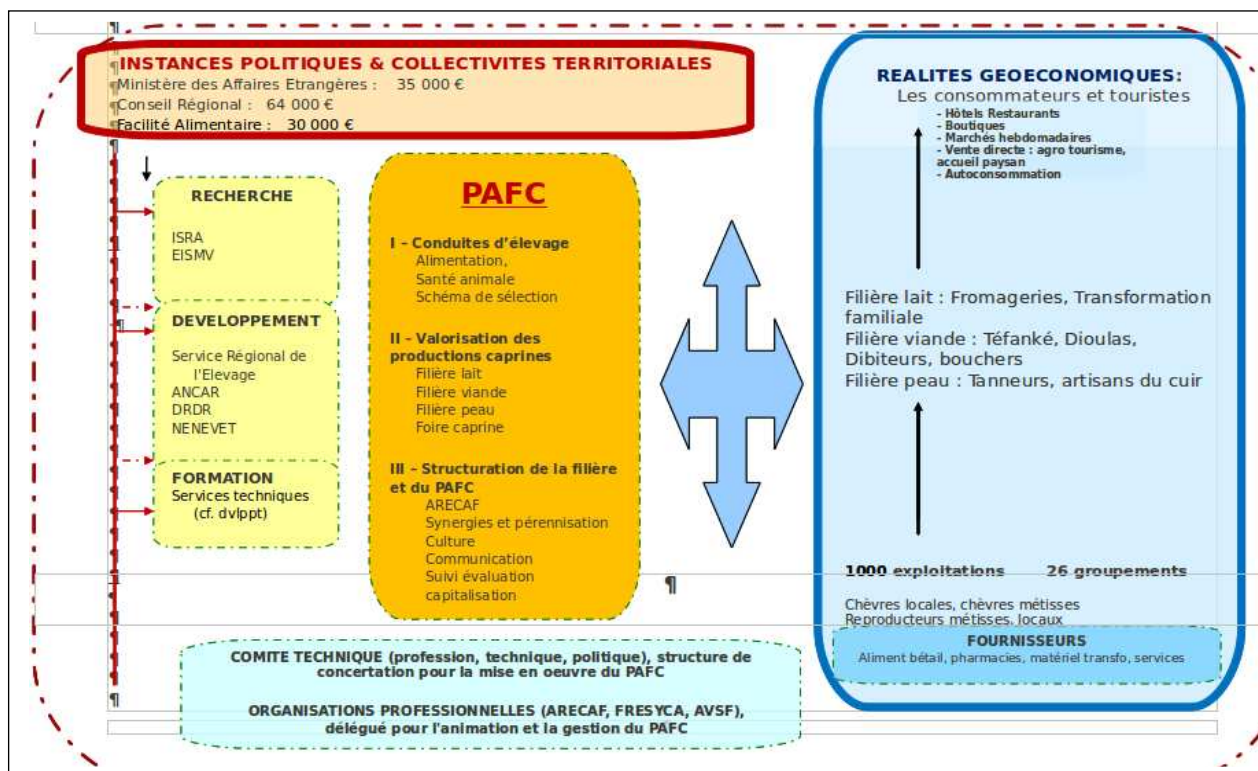 INSTANCES POLITIQUES & COLLECTIVITES TERRITORIALES
Ministère des Affaires Etrangères : 35 000 €
Conseil Régional : 64 000 €
Facilité Alimentaire : 30 000 €
RECHERCHE
ISRA
EISMV
DEVELOPPEMENT
Service Régional de
l'Elevage
ANCAR
DRDR
NENEVET
FORMATION
Services techniques
(cf. dvlppt)
PAFC
I – Conduites d’élevage
Alimentation,
Santé animale
Schéma de sélection
II – Valorisation des
productions caprines
Filière lait
Filière viande
Filière peau
Foire caprine
III – Structuration de la filière
et du PAFC
ARECAF
Synergies et pérennisation
Culture
Communication
Suivi évaluation
capitalisation
REALITES GEOECONOMIQUES:
Les consommateurs et touristes
- Hôtels Restaurants
- Boutiques
- Marchés hebdomadaires
- Vente directe : agro tourisme,
accueil paysan
- Autoconsommation
Filière lait : Fromageries, Transformation
familiale
Filière viande : Téfanké, Dioulas,
Dibiteurs, bouchers
Filière peau : Tanneurs, artisans du cuir
1000 exploitations 26 groupements
Chèvres locales, chèvres métisses
Reproducteurs métisses, locaux
FOURNISSEURS
Aliment bétail, pharmacies, matériel transfo, services
COMITE TECHNIQUE (profession, technique, politique), structure de
concertation pour la mise en oeuvre du PAFC
ORGANISATIONS PROFESSIONNELLES (ARECAF, FRESYCA, AVSF),
délégué pour l'animation et la gestion du PAFC